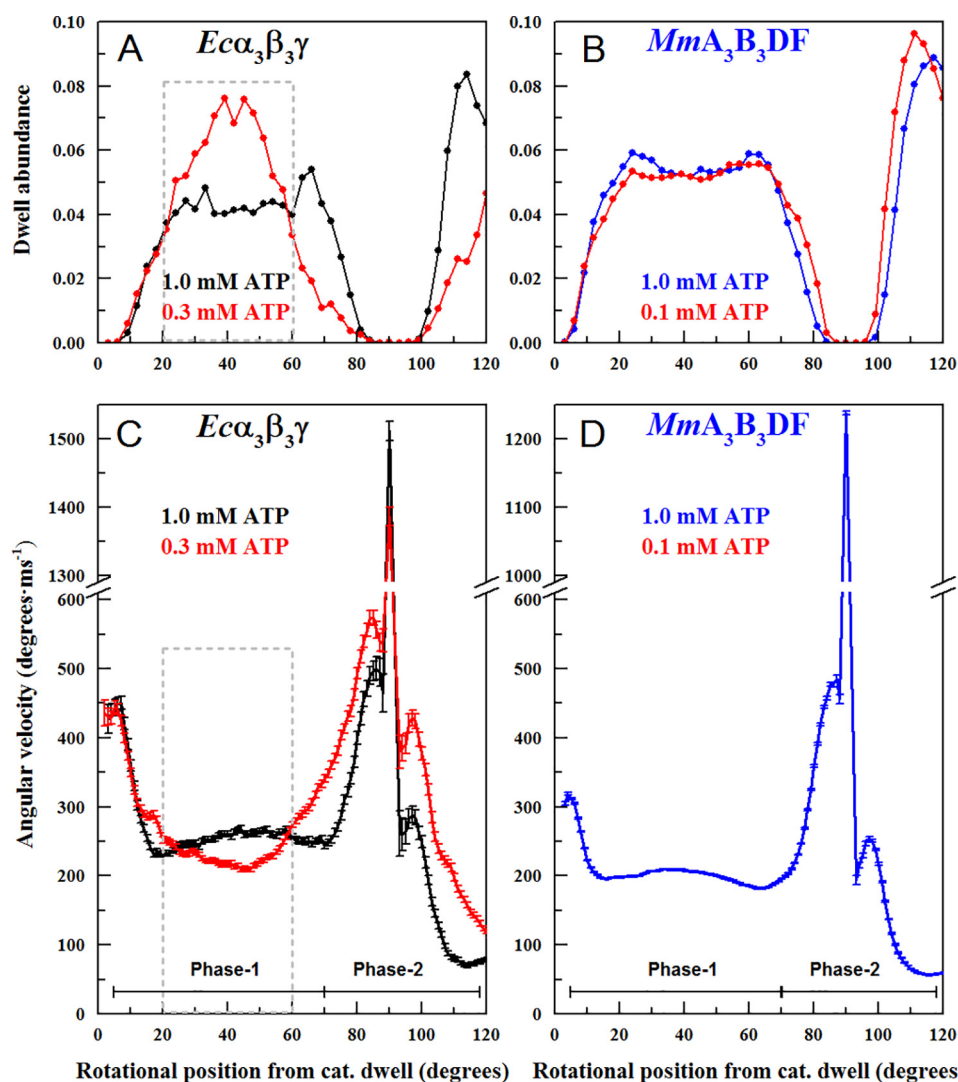 A
Ecα₃β₃γ
B
MmA₃B₃DF
Dwell abundance
0.10
0.08
0.06
0.04
0.02
0.00
1.0 mM ATP
0.3 mM ATP
0 20 40 60 80 100 120
0.10
0.08
0.06
0.04
0.02
0.00
1.0 mM ATP
0.1 mM ATP
0 20 40 60 80 100 120
C
Ecα₃β₃γ
D
MmA₃B₃DF
Angular velocity (degrees·ms⁻¹)
1500
1400
1300
600
500
400
300
200
100
0
1.0 mM ATP
0.3 mM ATP
Phase-1
Phase-2
0 20 40 60 80 100 120
Rotational position from cat. dwell (degrees)
1200
1100
1000
600
500
400
300
200
100
0
1.0 mM ATP
0.1 mM ATP
Phase-1
Phase-2
0 20 40 60 80 100 120
Rotational position from cat. dwell (degrees